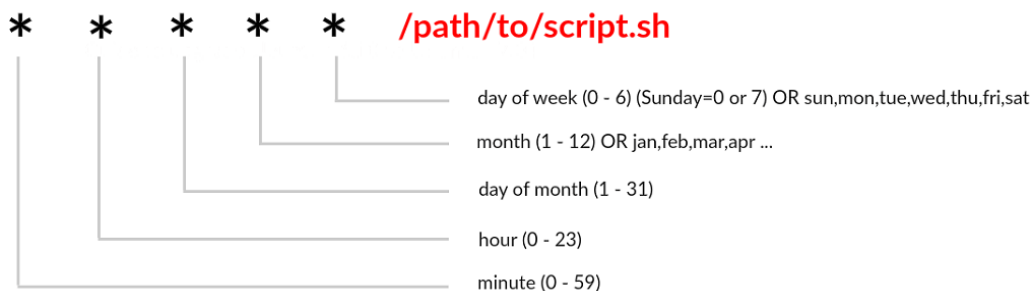 * * * * * /path/to/script.sh
day of week (0 - 6) (Sunday=0 or 7) OR sun,mon,tue,wed,thu,fri,sat
month (1 - 12) OR jan,feb,mar,apr ...
day of month (1 - 31)
hour (0 - 23)
minute (0 - 59)